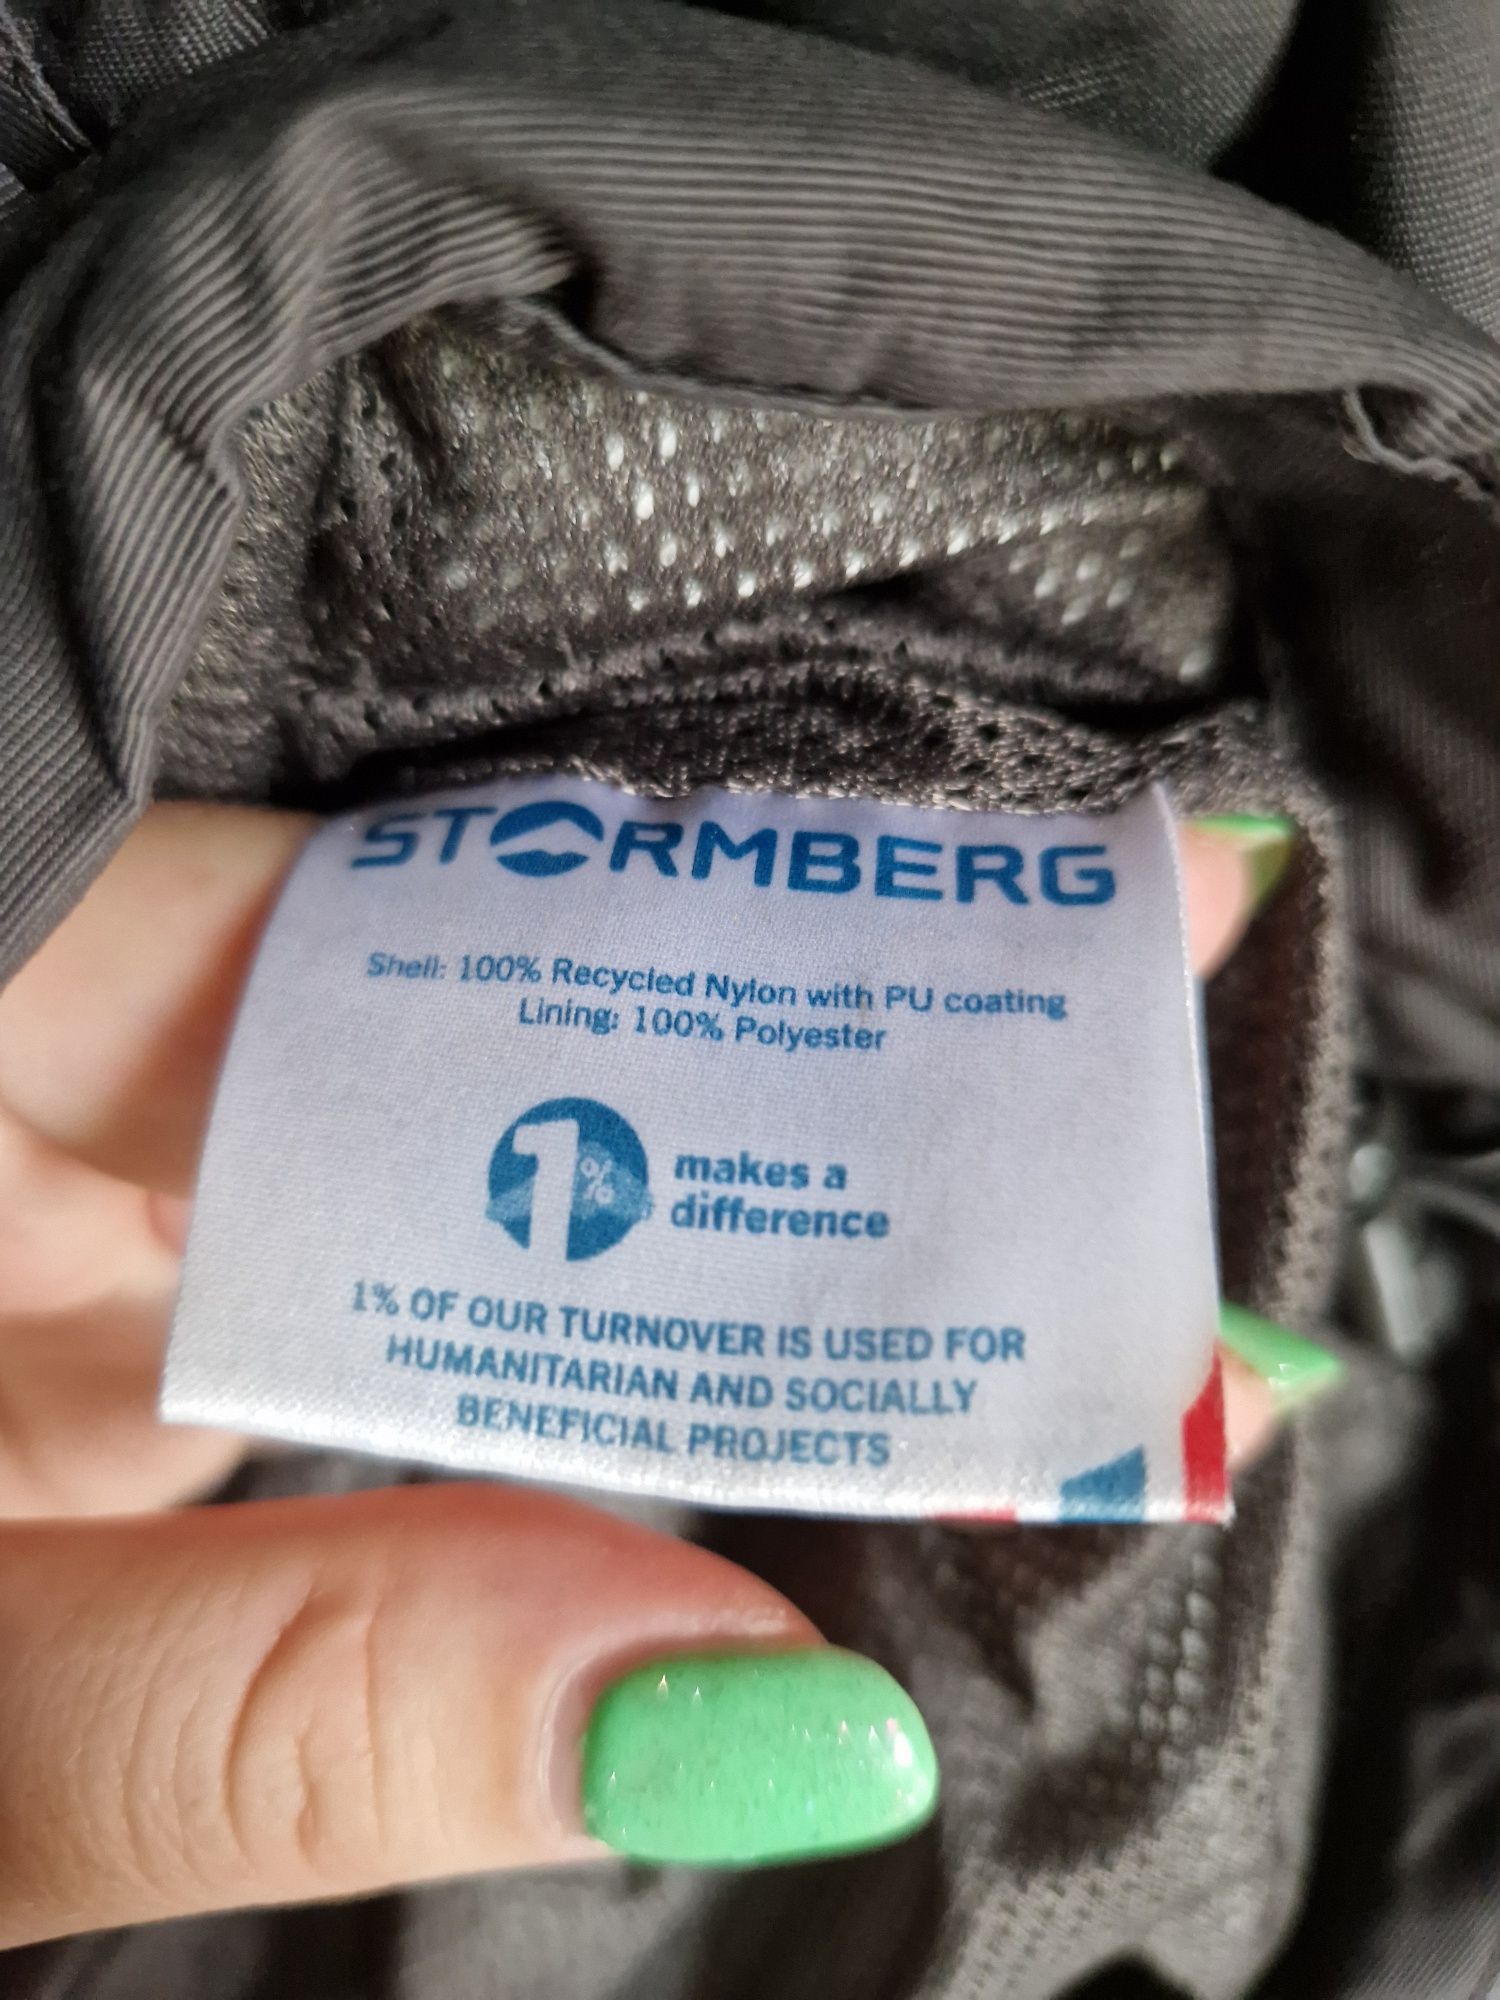 STORMBERG
Shell: 100% Recycled Nylon with PU coating
Lining: 100% Polyester
1%
makes a
difference
1% OF OUR TURNOVER IS USED FOR
HUMANITARIAN AND SOCIALLY
BENEFICIAL PROJECTS